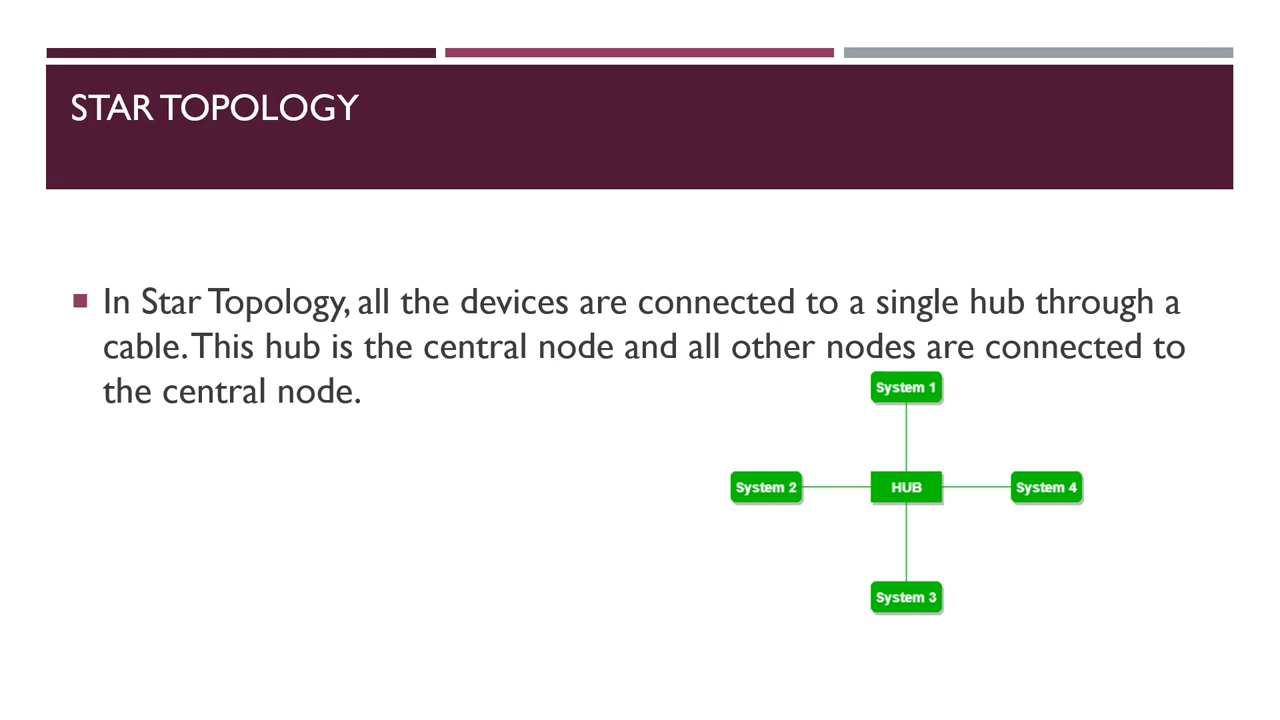 STAR TOPOLOGY
In Star Topology, all the devices are connected to a single hub through a
cable. This hub is the central node and all other nodes are connected to
the central node.
System 1
System 2
HUB
System 4
System 3